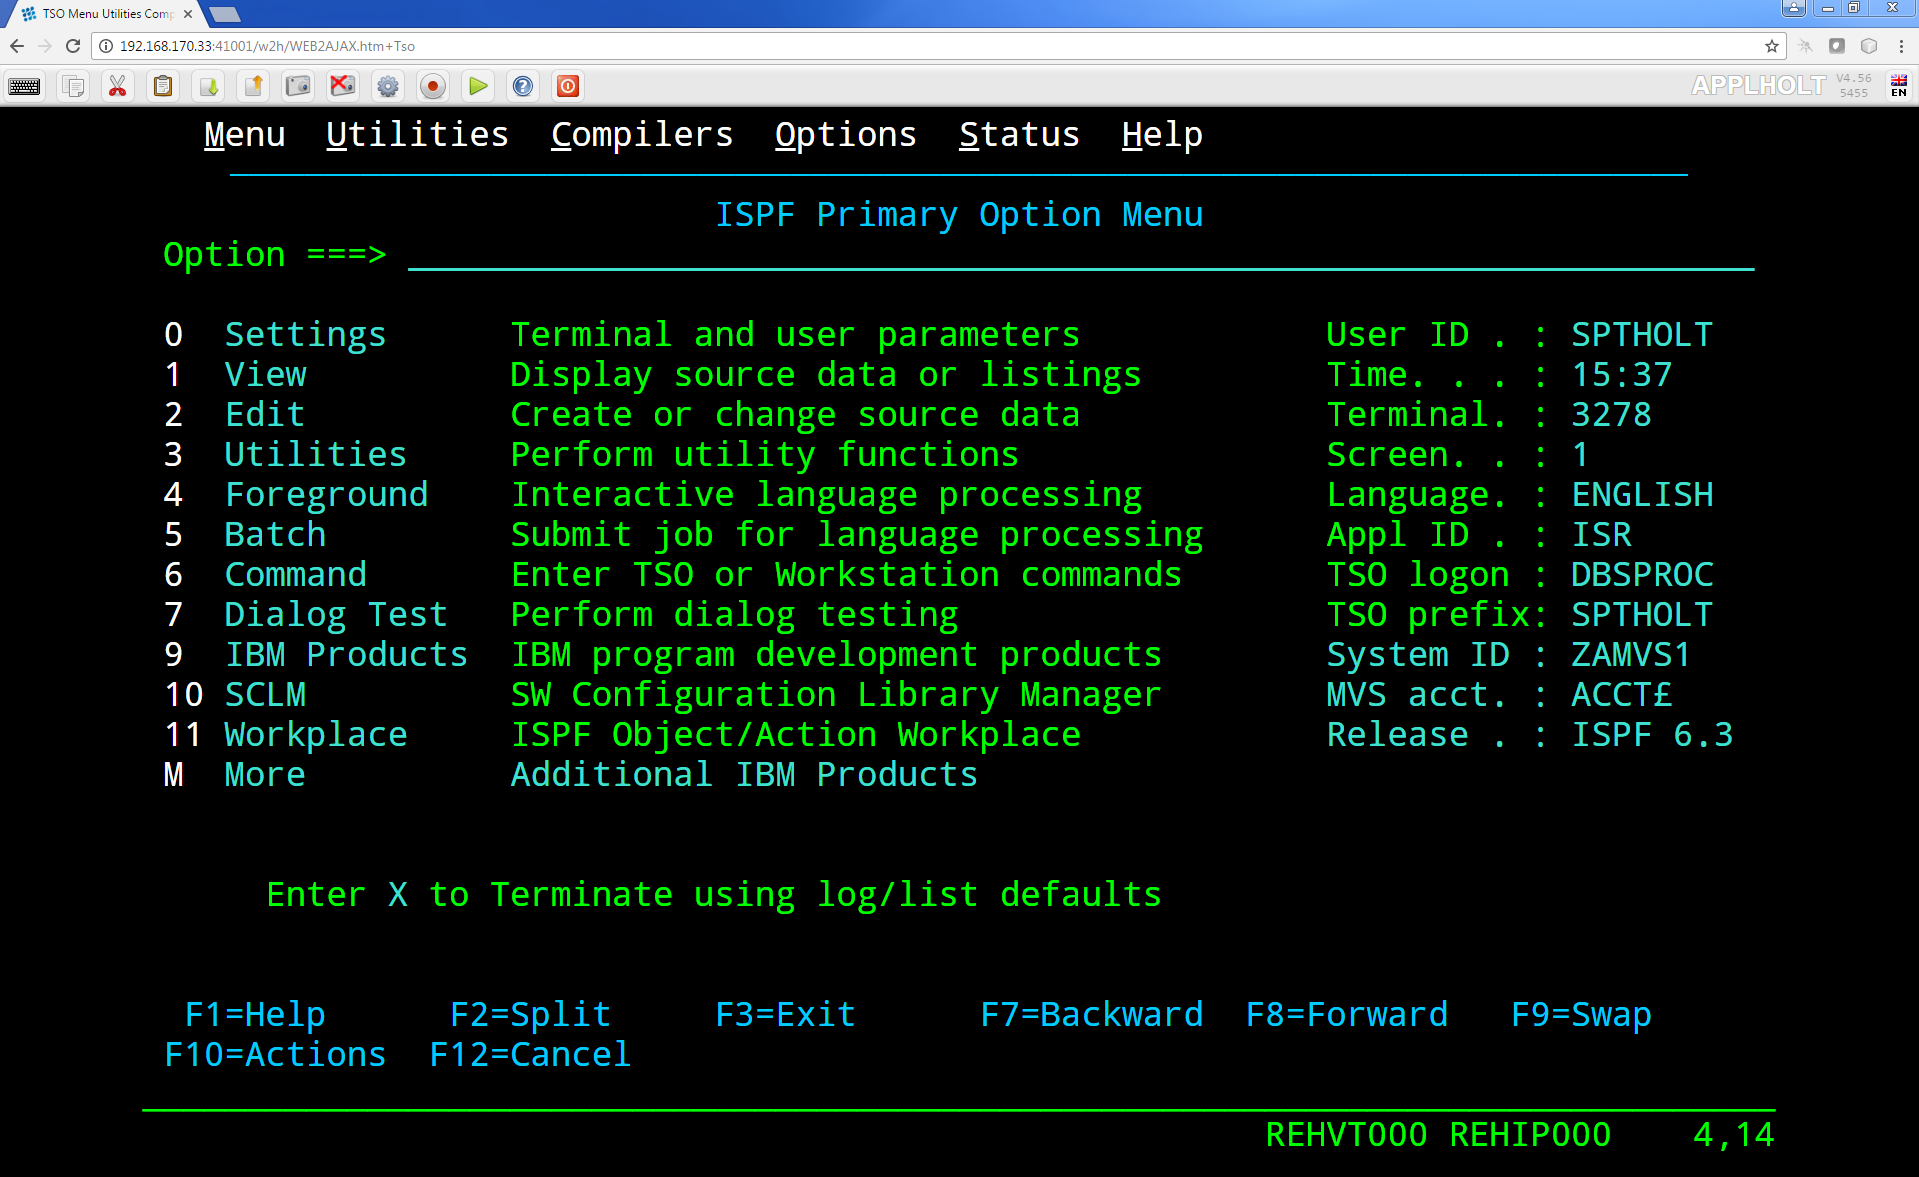 TSO Menu Utilities Comp
192.168.170.33:41001/w2h/WEB2AJAX.htm+Tso
APPLHOLT V4.56 5455 EN
Menu Utilities Compilers Options Status Help
ISPF Primary Option Menu
Option ===>
0 Settings Terminal and user parameters User ID . : SPTHOLT
1 View Display source data or listings Time. . . : 15:37
2 Edit Create or change source data Terminal. : 3278
3 Utilities Perform utility functions Screen. . : 1
4 Foreground Interactive language processing Language. : ENGLISH
5 Batch Submit job for language processing Appl ID . : ISR
6 Command Enter TSO or Workstation commands TSO logon : DBSPROC
7 Dialog Test Perform dialog testing TSO prefix: SPTHOLT
9 IBM Products IBM program development products System ID : ZAMVS1
10 SCLM SW Configuration Library Manager MVS acct. : ACCT£
11 Workplace ISPF Object/Action Workplace Release . : ISPF 6.3
M More Additional IBM Products
Enter X to Terminate using log/list defaults
F1=Help F2=Split F3=Exit F7=Backward F8=Forward F9=Swap
F10=Actions F12=Cancel
REHVT000 REHIP000 4,14